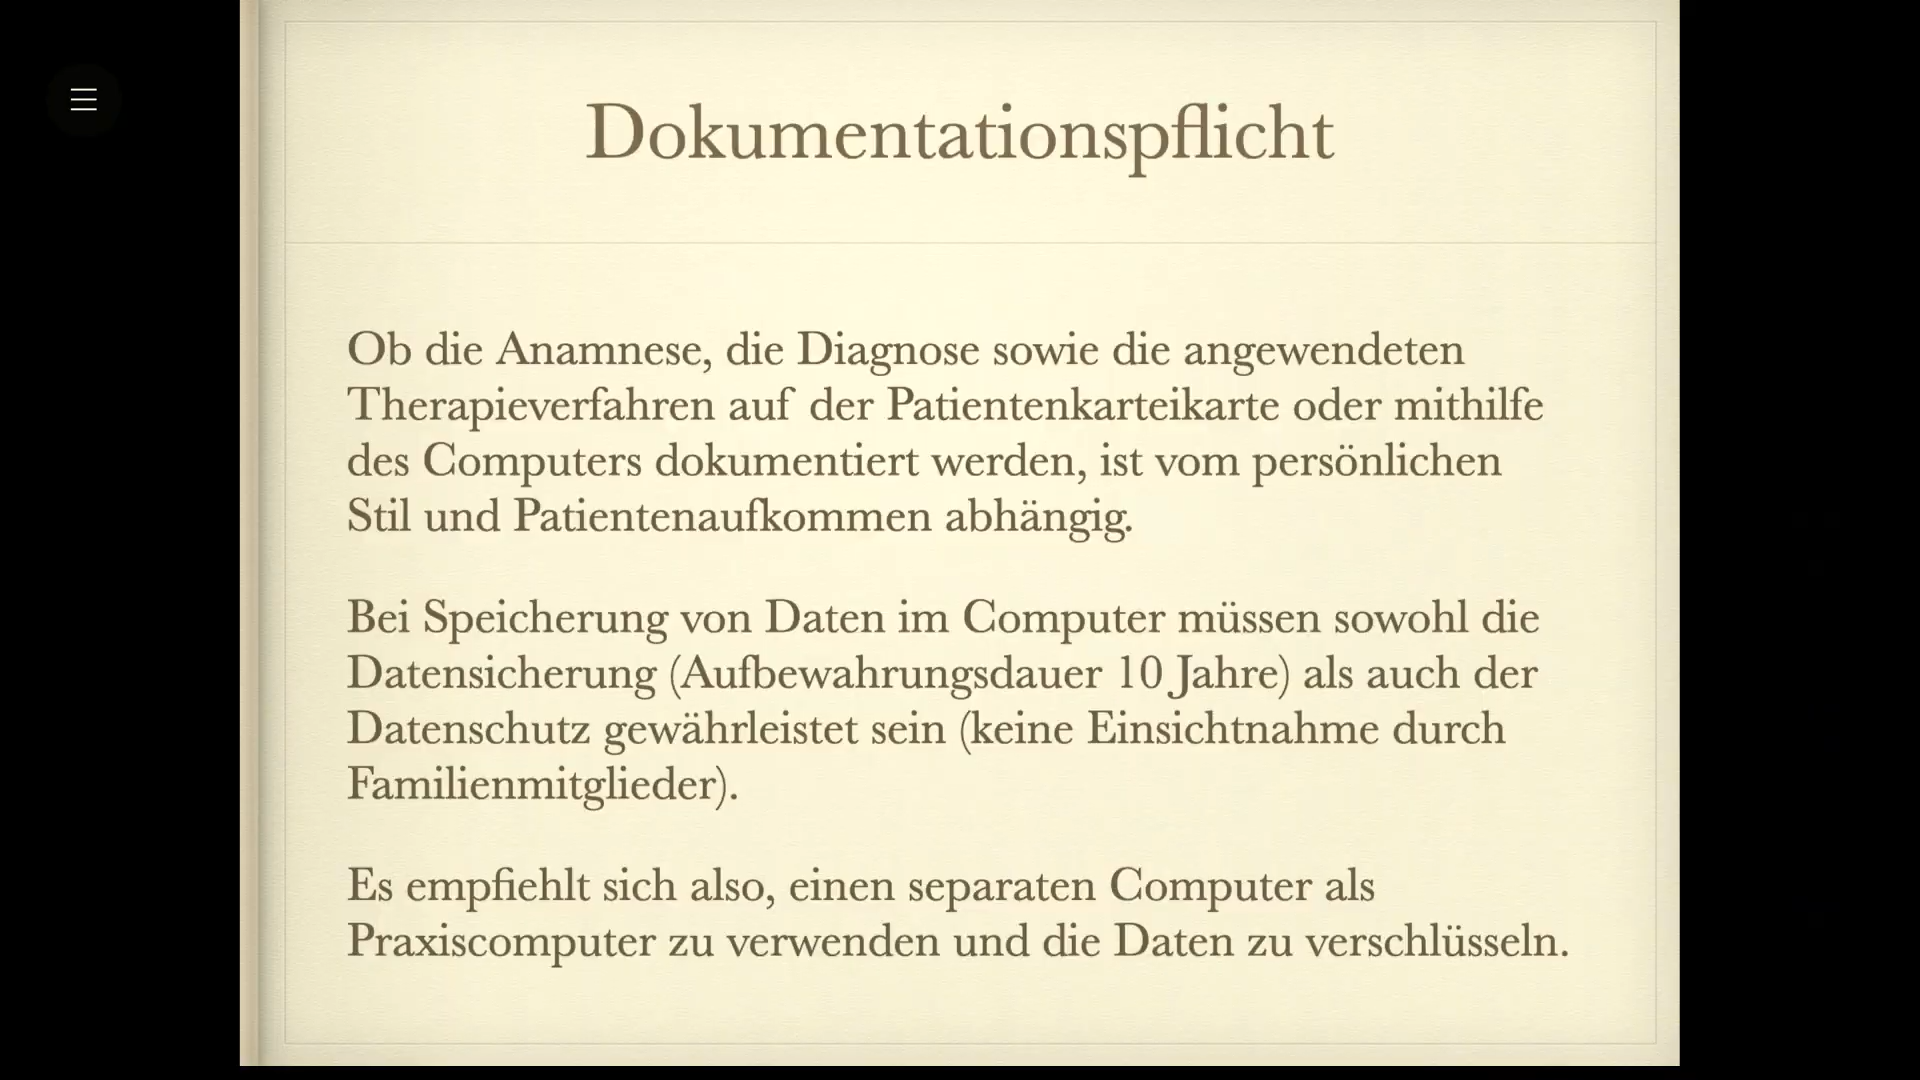 Dokumentationspflicht
Ob die Anamnese, die Diagnose sowie die angewendeten
Therapieverfahren auf der Patientenkarteikarte oder mithilfe
des Computers dokumentiert werden, ist vom persönlichen
Stil und Patientenaufkommen abhängig.
Bei Speicherung von Daten im Computer müssen sowohl die
Datensicherung (Aufbewahrungsdauer 10 Jahre) als auch der
Datenschutz gewährleistet sein (keine Einsichtnahme durch
Familienmitglieder).
Es empfiehlt sich also, einen separaten Computer als
Praxiscomputer zu verwenden und die Daten zu verschlüsseln.